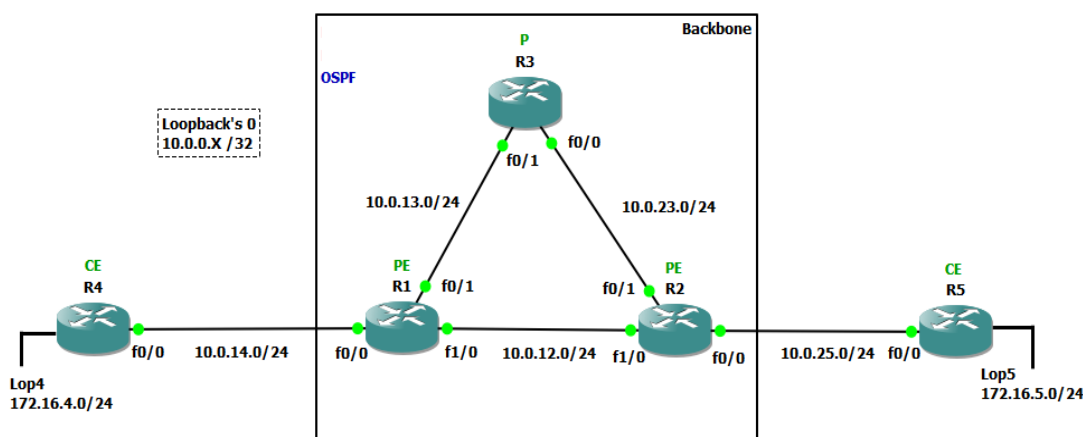 Backbone
P
R3
OSPF
Loopback's 0
10.0.0.X /32
f0/1
f0/0
10.0.13.0/24
10.0.23.0/24
CE
R4
PE
R1
f0/1
PE
R2
f0/1
CE
R5
f0/0
10.0.14.0/24
f0/0
f1/0
10.0.12.0/24
f1/0
f0/0
10.0.25.0/24
f0/0
Lop4
172.16.4.0/24
Lop5
172.16.5.0/24